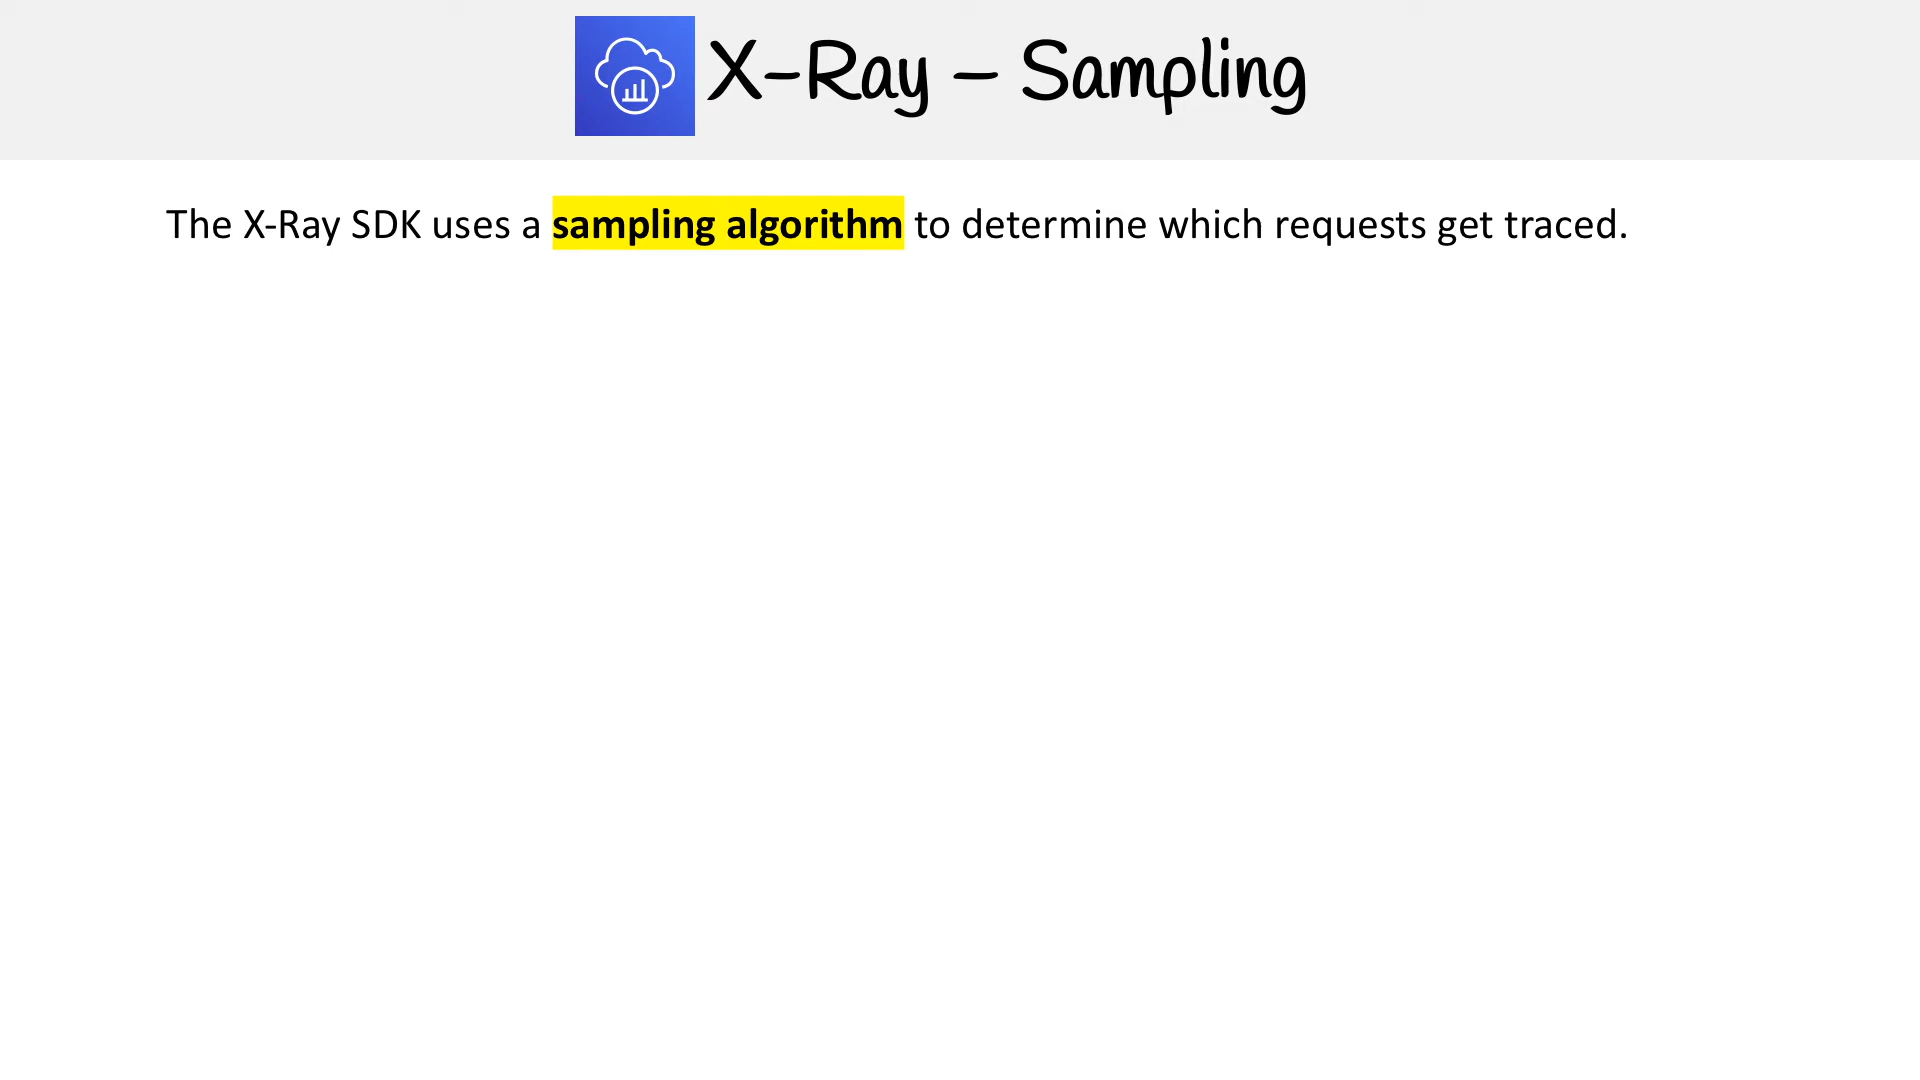 X-Ray – Sampling
The X-Ray SDK uses a sampling algorithm to determine which requests get traced.